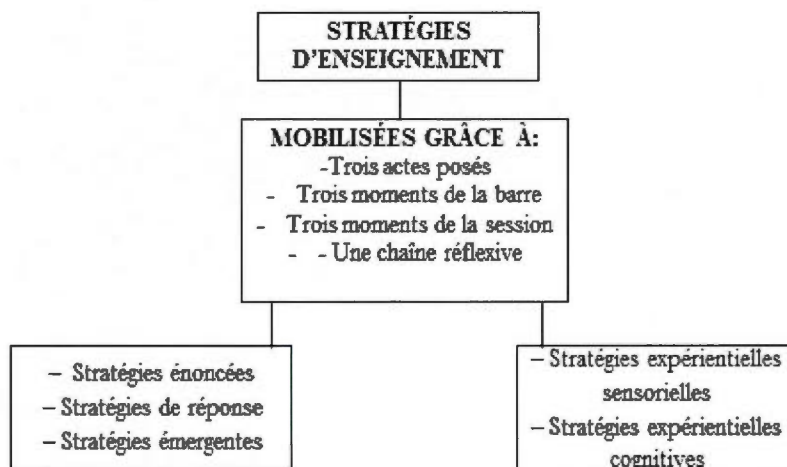 STRATÉGIES
D'ENSEIGNEMENT
MOBILISÉES GRÂCE À:
-Trois actes posés
- Trois moments de la barre
- Trois moments de la session
- - Une chaîne réflexive
– Stratégies énoncées
– Stratégies de réponse
– Stratégies émergentes
– Stratégies expérientielles
sensorielles
– Stratégies expérientielles
cognitives